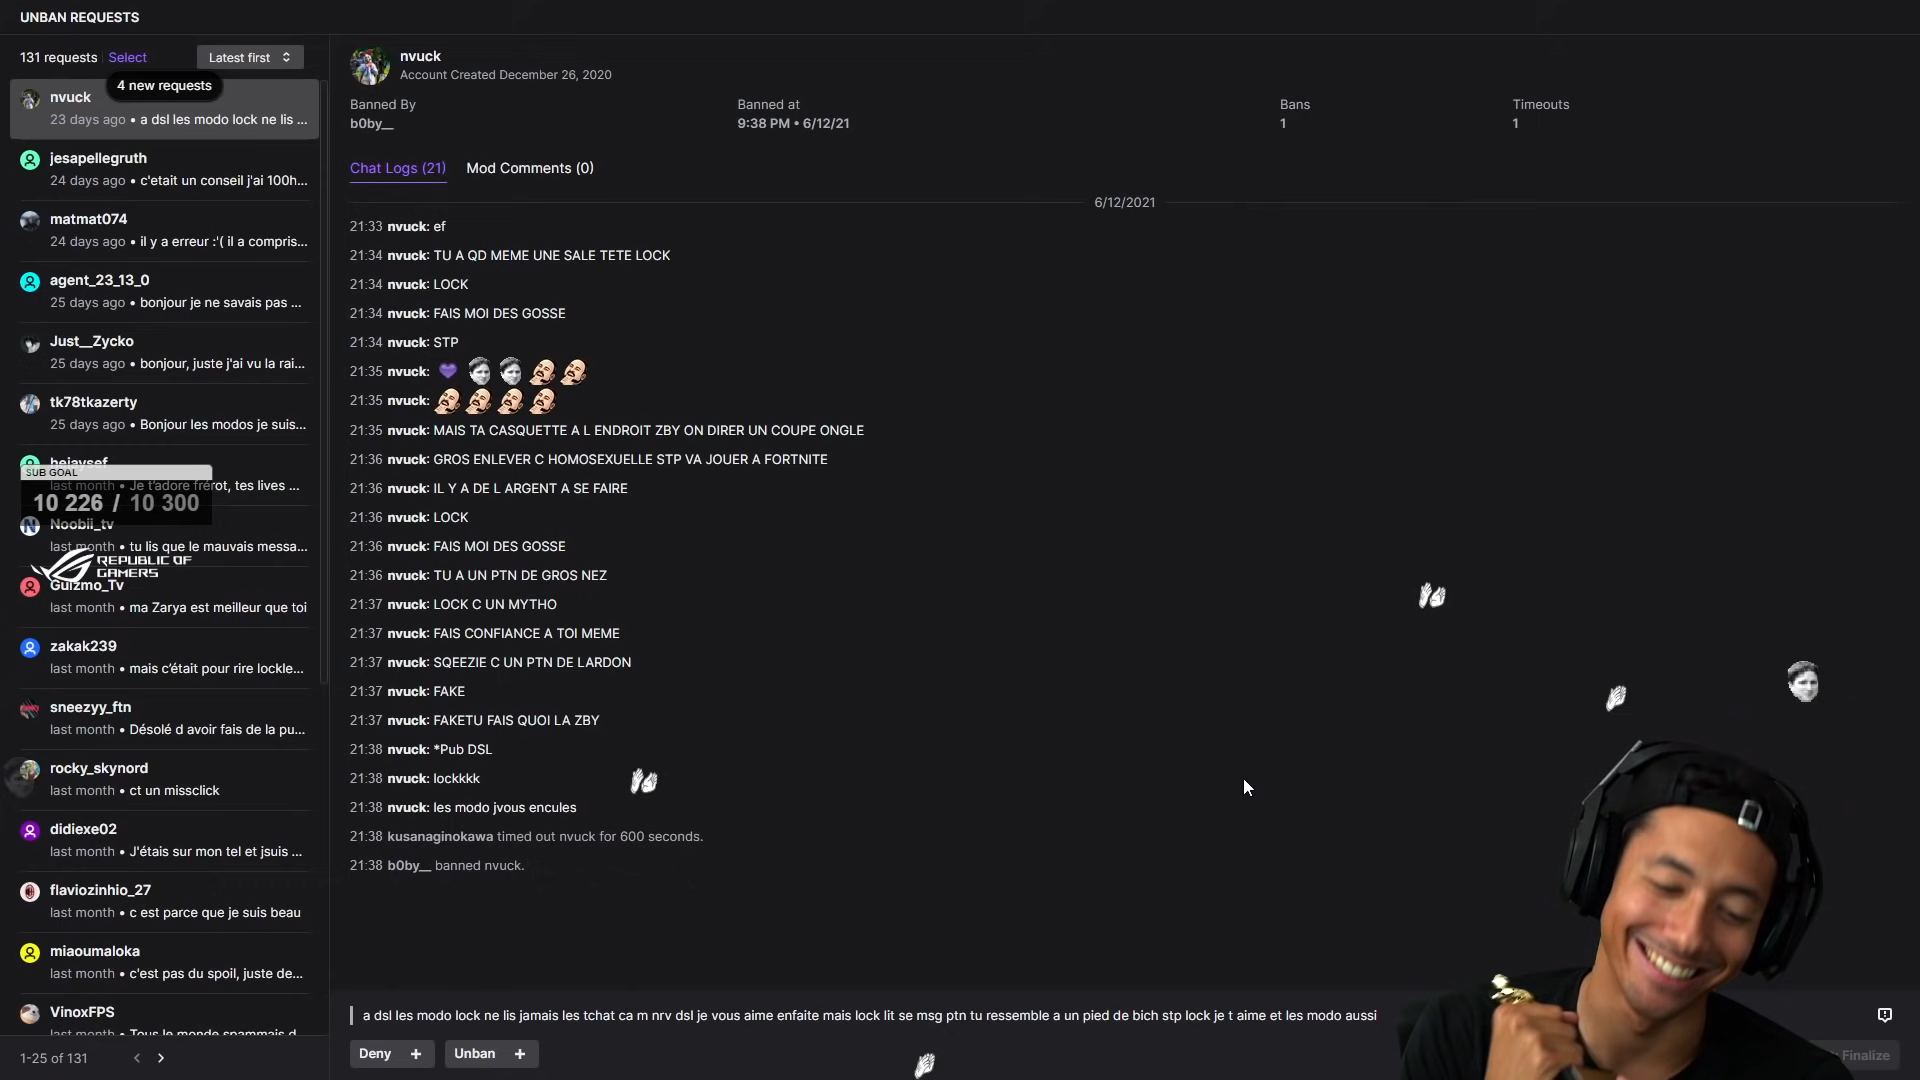 UNBAN REQUESTS
131 requests
Select
Latest first
4 new requests
nvuck
23 days ago • a dsl les modo lock ne lis ...
jesapellegruth
24 days ago • c'etait un conseil j'ai 100h...
matmat074
24 days ago • il y a erreur :'( il a compris...
agent_23_13_0
25 days ago • bonjour je ne savais pas ...
Just__Zycko
25 days ago • bonjour, juste j'ai vu la rai...
tk78tkazerty
25 days ago • Bonjour les modos je suis...
SUB GOAL
last month • Je t'adore frérot, tes lives ...
10 226 / 10 300
Noobii_tv
last month • tu lis que le mauvais messa...
REPUBLIC OF
GAMERS
Guizmo_Tv
last month • ma Zarya est meilleur que toi
zakak239
last month • mais c'était pour rire lockle...
sneezyy_ftn
last month • Désolé d avoir fais de la pu...
rocky_skynord
last month • ct un missclick
didiexe02
last month • J'étais sur mon tel et jsuis ...
flaviozinhio_27
last month • c est parce que je suis beau
miaoumaloka
last month • c'est pas du spoil, juste de...
VinoxFPS
last month • Tous le monde spammais d...
1-25 of 131
nvuck
Account Created December 26, 2020
Banned By
b0by__
Banned at
9:38 PM • 6/12/21
Bans
1
Timeouts
1
Chat Logs (21)
Mod Comments (0)
6/12/2021
21:33 nvuck: ef
21:34 nvuck: TU A QD MEME UNE SALE TETE LOCK
21:34 nvuck: LOCK
21:34 nvuck: FAIS MOI DES GOSSE
21:34 nvuck: STP
21:35 nvuck:
21:35 nvuck:
21:35 nvuck: MAIS TA CASQUETTE A L ENDROIT ZBY ON DIRER UN COUPE ONGLE
21:36 nvuck: GROS ENLEVER C HOMOSEXUELLE STP VA JOUER A FORTNITE
21:36 nvuck: IL Y A DE L ARGENT A SE FAIRE
21:36 nvuck: LOCK
21:36 nvuck: FAIS MOI DES GOSSE
21:36 nvuck: TU A UN PTN DE GROS NEZ
21:37 nvuck: LOCK C UN MYTHO
21:37 nvuck: FAIS CONFIANCE A TOI MEME
21:37 nvuck: SQEEZIE C UN PTN DE LARDON
21:37 nvuck: FAKE
21:37 nvuck: FAKETU FAIS QUOI LA ZBY
21:38 nvuck: *Pub DSL
21:38 nvuck: lockkkk
21:38 nvuck: les modo jvous encules
21:38 kusanaginokawa timed out nvuck for 600 seconds.
21:38 b0by__ banned nvuck.
a dsl les modo lock ne lis jamais les tchat ca m nrv dsl je vous aime enfaite mais lock lit se msg ptn tu ressemble a un pied de bich stp lock je t aime et les modo aussi
Deny
Unban
Finalize